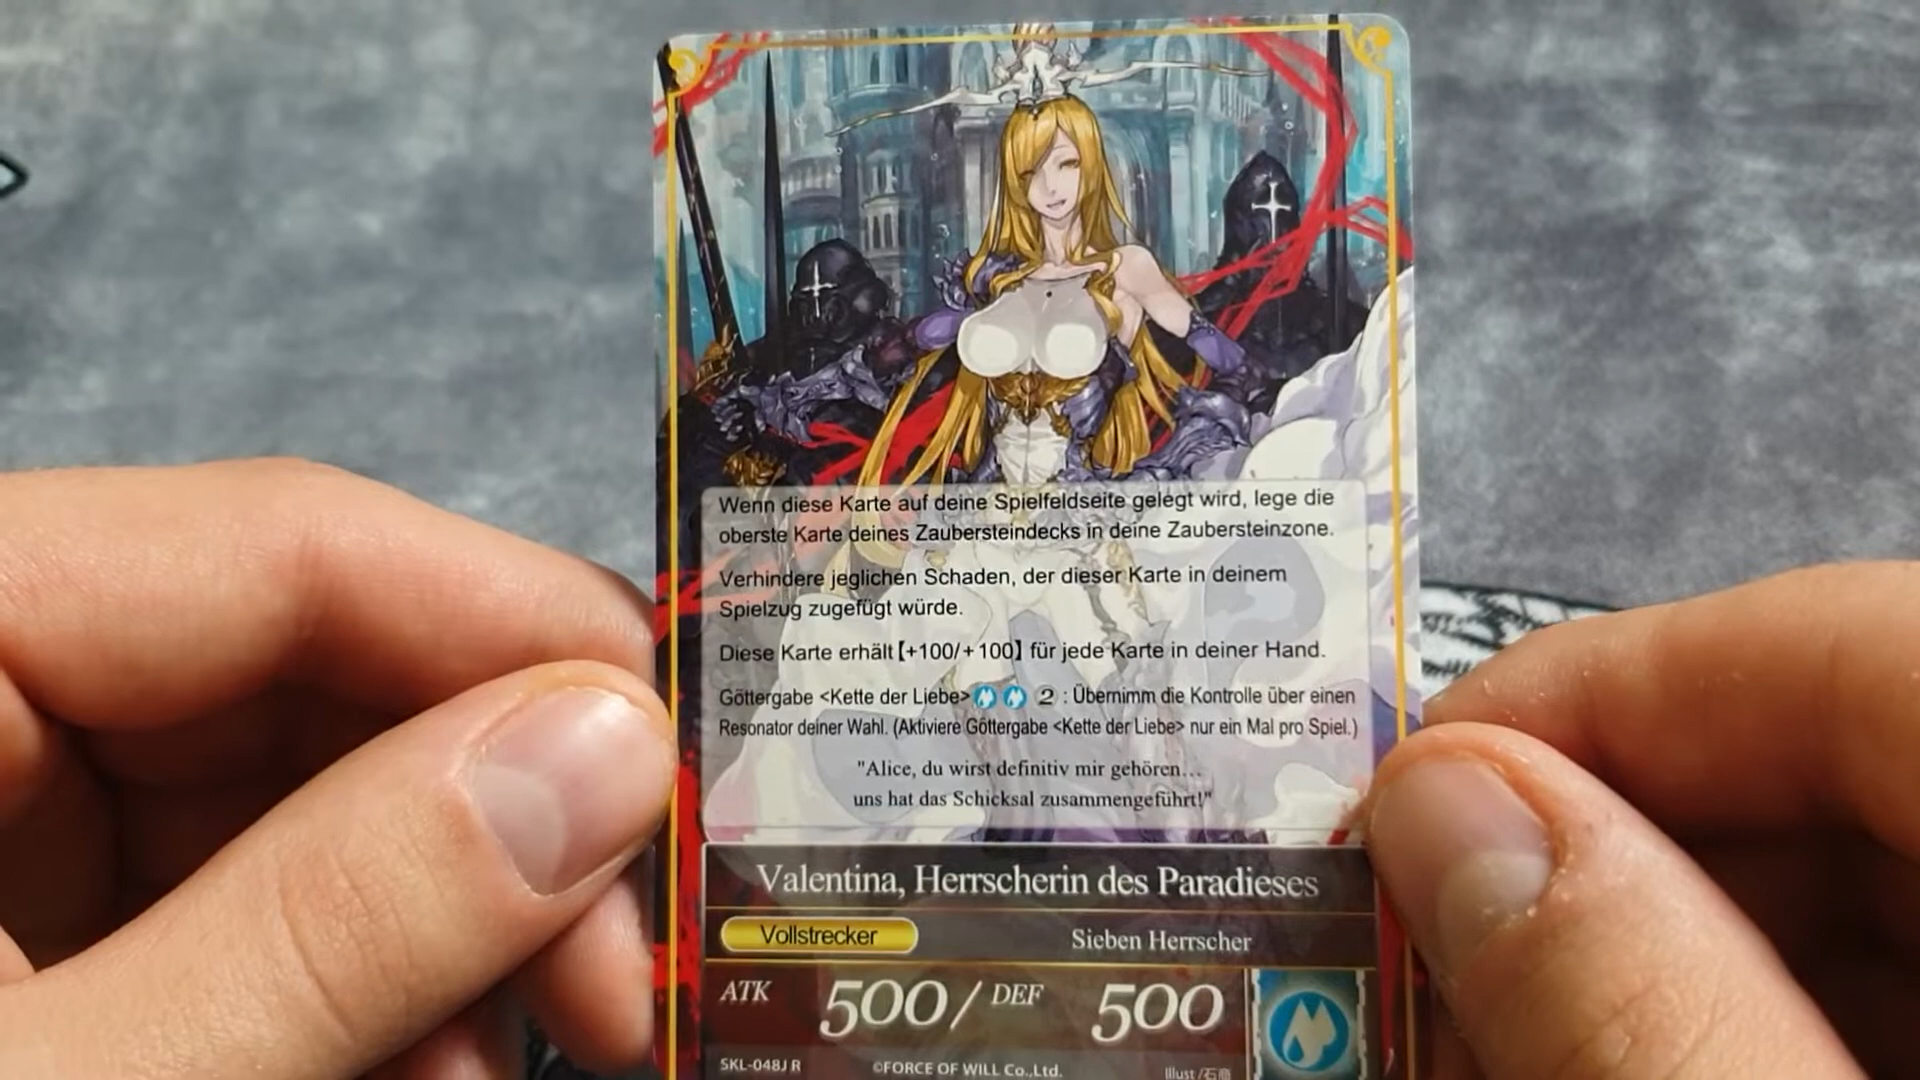 Wenn diese Karte auf deine Spielfeldseite gelegt wird, lege die
oberste Karte deines Zaubersteindecks in deine Zaubersteinzone.
Verhindere jeglichen Schaden, der dieser Karte in deinem
Spielzug zugefügt würde.
Diese Karte erhält【+100/+100】für jede Karte in deiner Hand.
Göttergabe <Kette der Liebe> 2 : Übernimm die Kontrolle über einen
Resonator deiner Wahl. (Aktiviere Göttergabe <Kette der Liebe> nur ein Mal pro Spiel.)
"Alice, du wirst definitiv mir gehören...
uns hat das Schicksal zusammengeführt!"
Valentina, Herrscherin des Paradieses
Vollstrecker Sieben Herrscher
ATK 500/ DEF 500
SKL-048J R ©FORCE OF WILL Co.,Ltd. Illust /石商